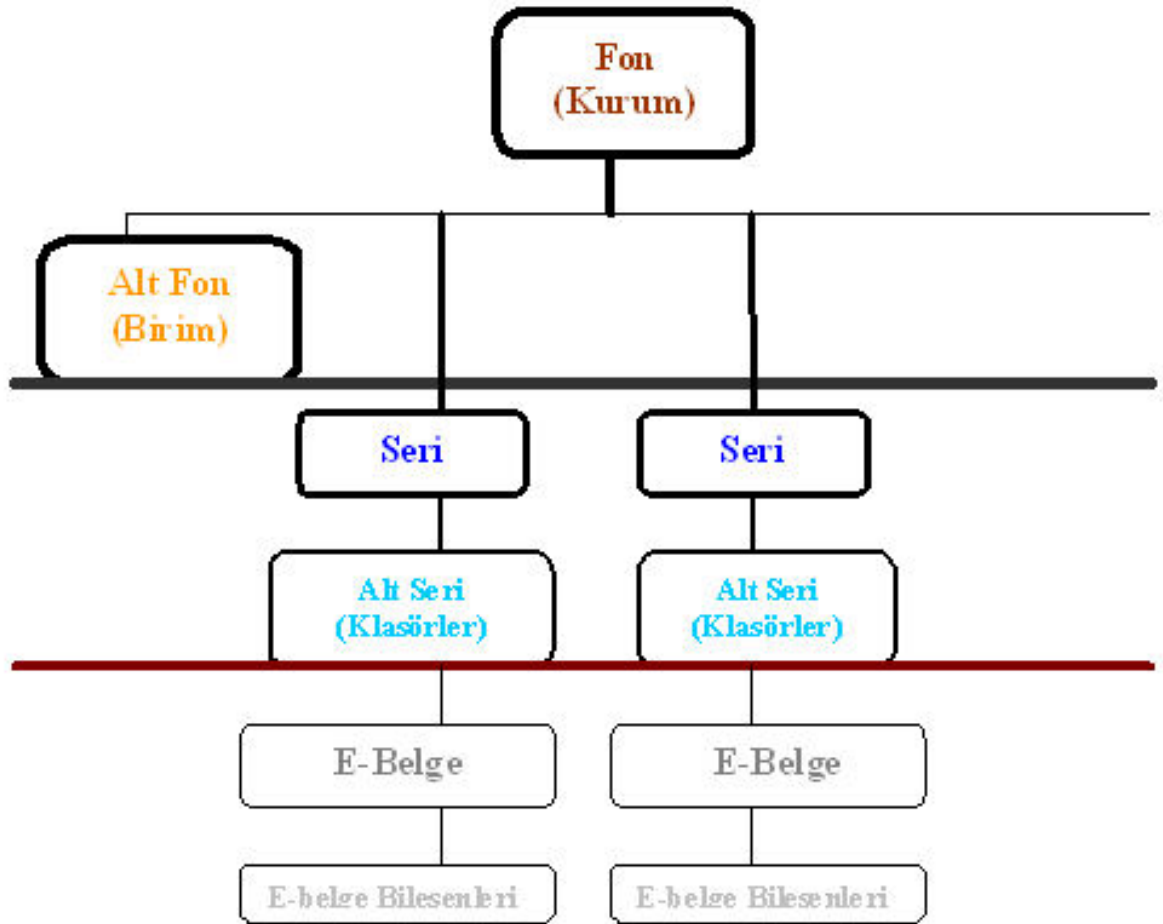 Fon
(Kurum)
Alt Fon
(Birim)
Seri
Seri
Alt Seri
(Klasörler)
Alt Seri
(Klasörler)
E-Belge
E-Belge
E-belge Bilesenleri
E-belge Bilesenleri